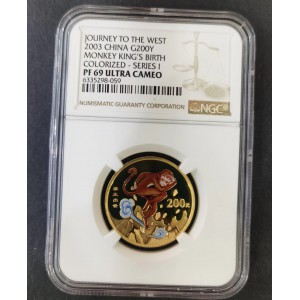 JOURNEY TO THE WEST
2003 CHINA G200Y
MONKEY KING'S BIRTH
COLORIZED - SERIES I
PF 69 ULTRA CAMEO
6335298-059
NUMISMATIC GUARANTY CORPORATION
NGC
200元